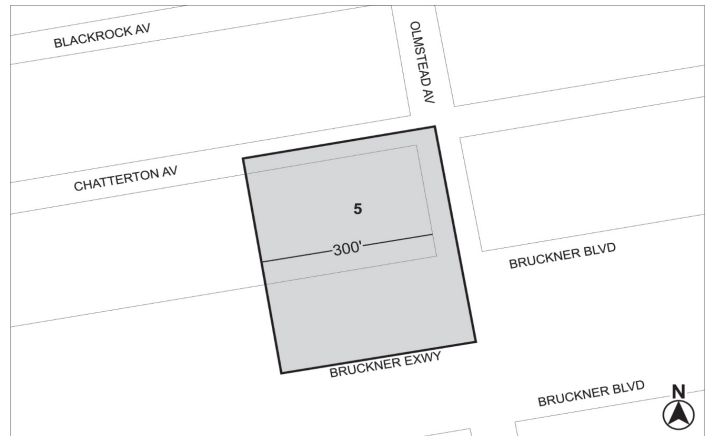 BLACKROCK AV
OLMSTEAD AV
CHATTERTON AV
5
300'
BRUCKNER BLVD
BRUCKNER EXWY
BRUCKNER BLVD
N